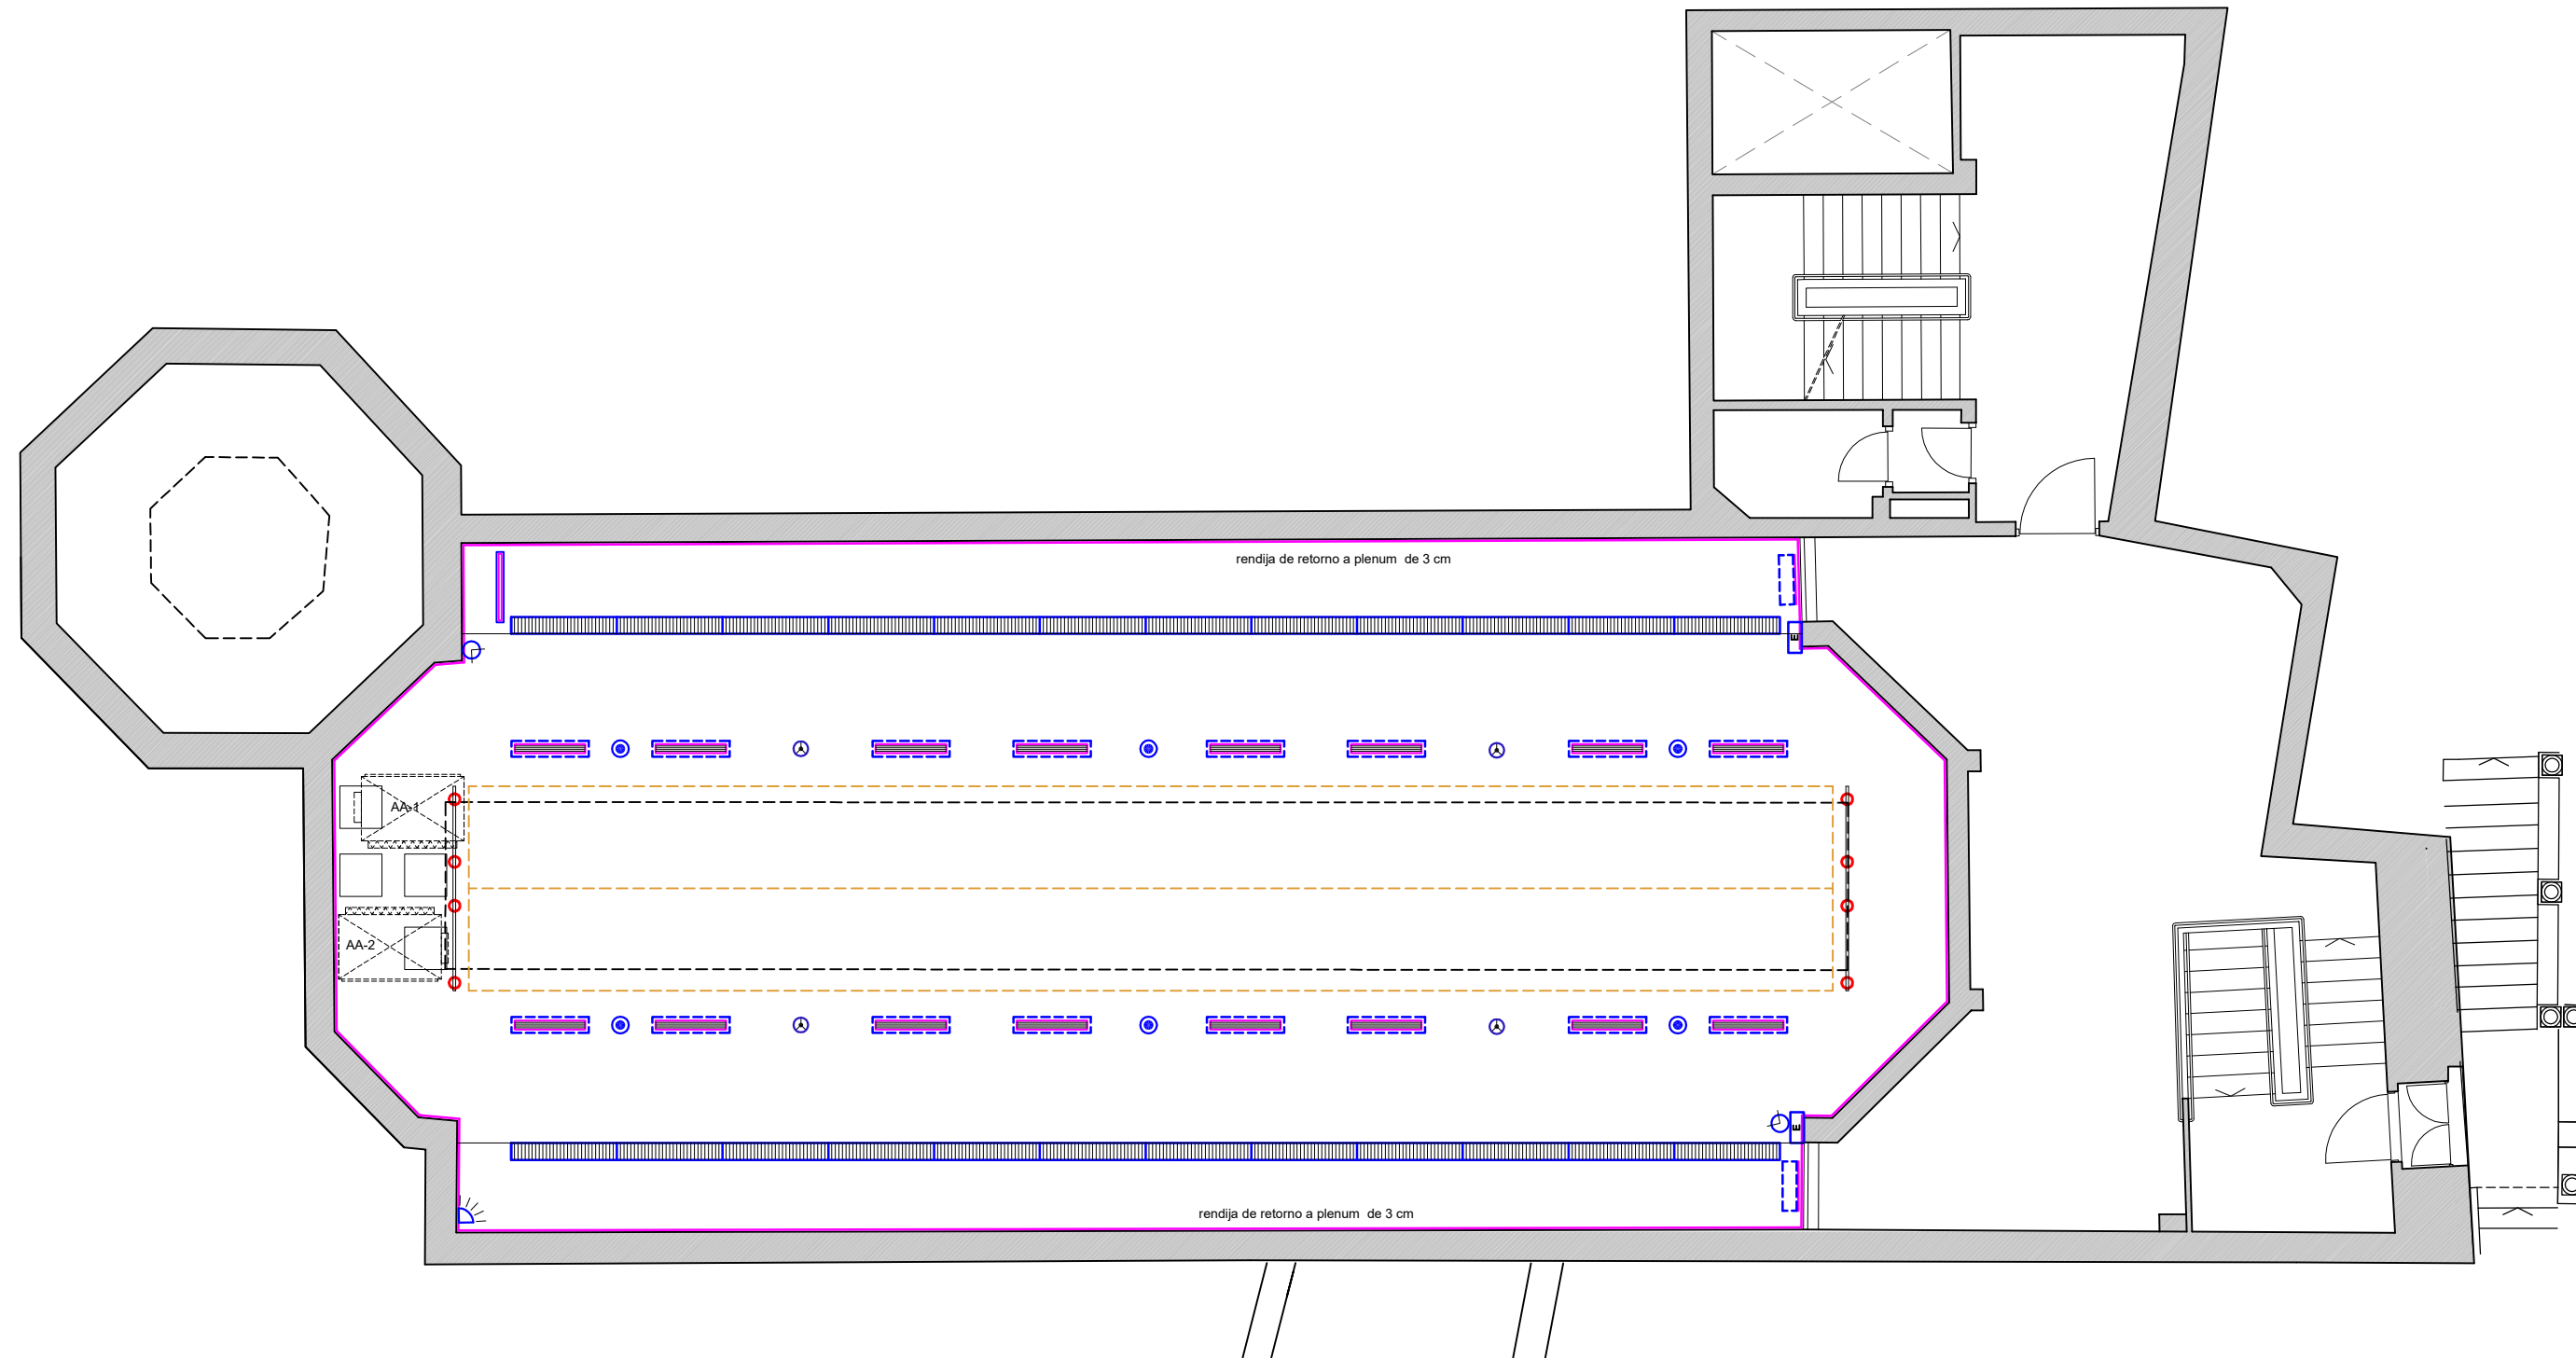 rendija de retorno a plenum de 3 cm
E
AA-1
AA-2
E
rendija de retorno a plenum de 3 cm